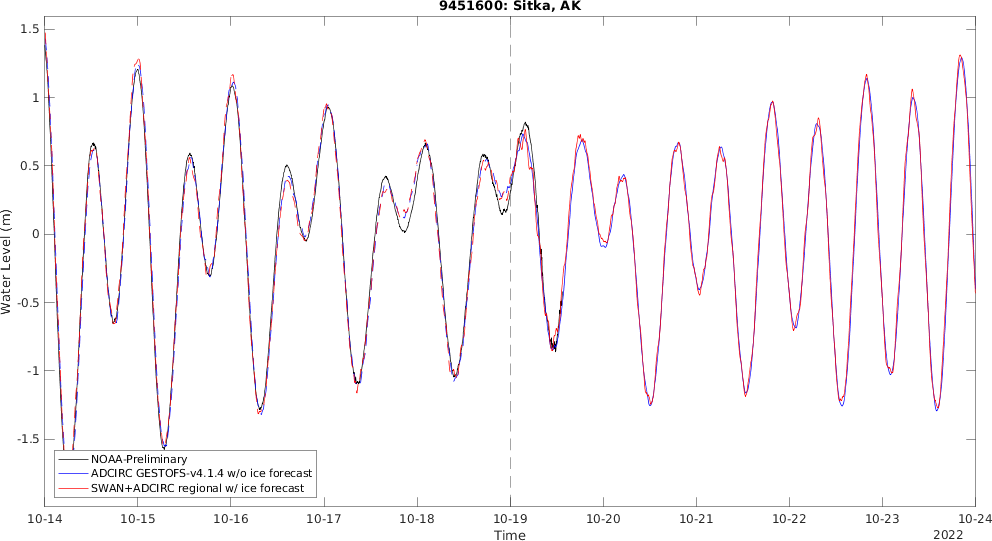 9451600: Sitka, AK
1.5
1
0.5
0
-0.5
-1
-1.5
Water Level (m)
NOAA-Preliminary
ADCIRC GESTOFS-v4.1.4 w/o ice forecast
SWAN+ADCIRC regional w/ ice forecast
10-14 10-15 10-16 10-17 10-18 10-19 10-20 10-21 10-22 10-23 10-24
Time
2022